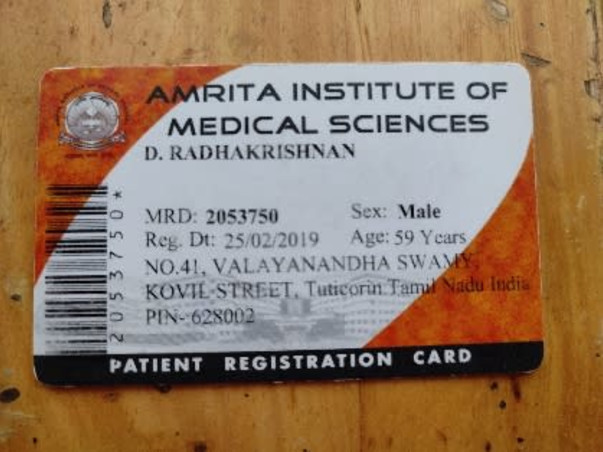 AMRITA INSTITUTE OF
MEDICAL SCIENCES
D. RADHAKRISHNAN
MRD: 2053750 Sex: Male
Reg. Dt: 25/02/2019 Age: 59 Years
NO.41, VALAYANANDHA SWAMY,
KOVIL STREET, Tuticorin Tamil Nadu India
PIN- 628002
2053750*
PATIENT REGISTRATION CARD